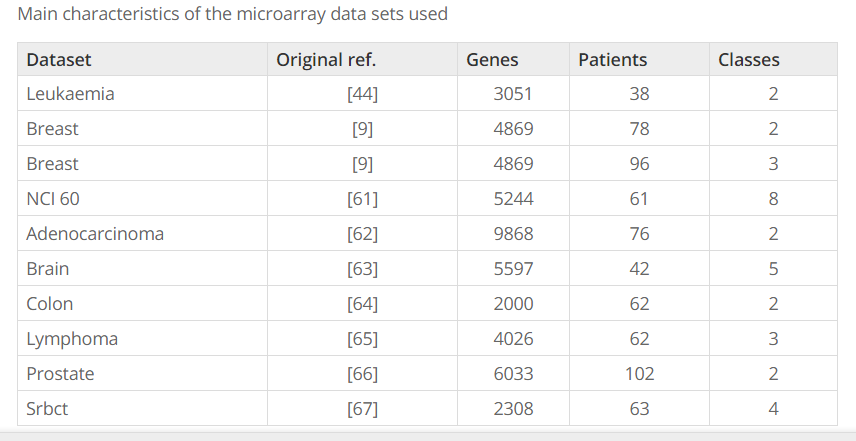 Main characteristics of the microarray data sets used
Dataset Original ref. Genes Patients Classes
Leukaemia [44] 3051 38 2
Breast [9] 4869 78 2
Breast [9] 4869 96 3
NCI 60 [61] 5244 61 8
Adenocarcinoma [62] 9868 76 2
Brain [63] 5597 42 5
Colon [64] 2000 62 2
Lymphoma [65] 4026 62 3
Prostate [66] 6033 102 2
Srbct [67] 2308 63 4